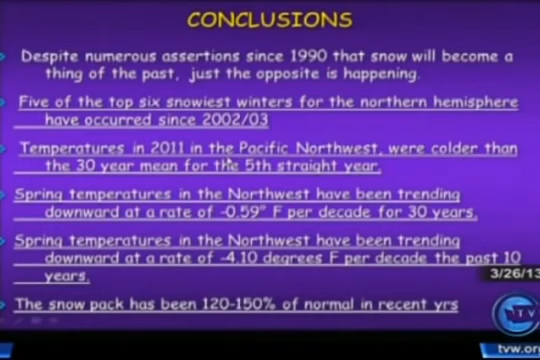 CONCLUSIONS
Despite numerous assertions since 1990 that snow will become a
thing of the past, just the opposite is happening.
Five of the top six snowiest winters for the northern hemisphere
have occurred since 2002/03
Temperatures in 2011 in the Pacific Northwest, were colder than
the 30 year mean for the 5th straight year.
Spring temperatures in the Northwest have been trending
downward at a rate of -0.59° F per decade for 30 years.
Spring temperatures in the Northwest have been trending
downward at a rate of -4.10 degrees F per decade the past 10
years.
3/26/13
The snow pack has been 120-150% of normal in recent yrs
TV
tvw.org